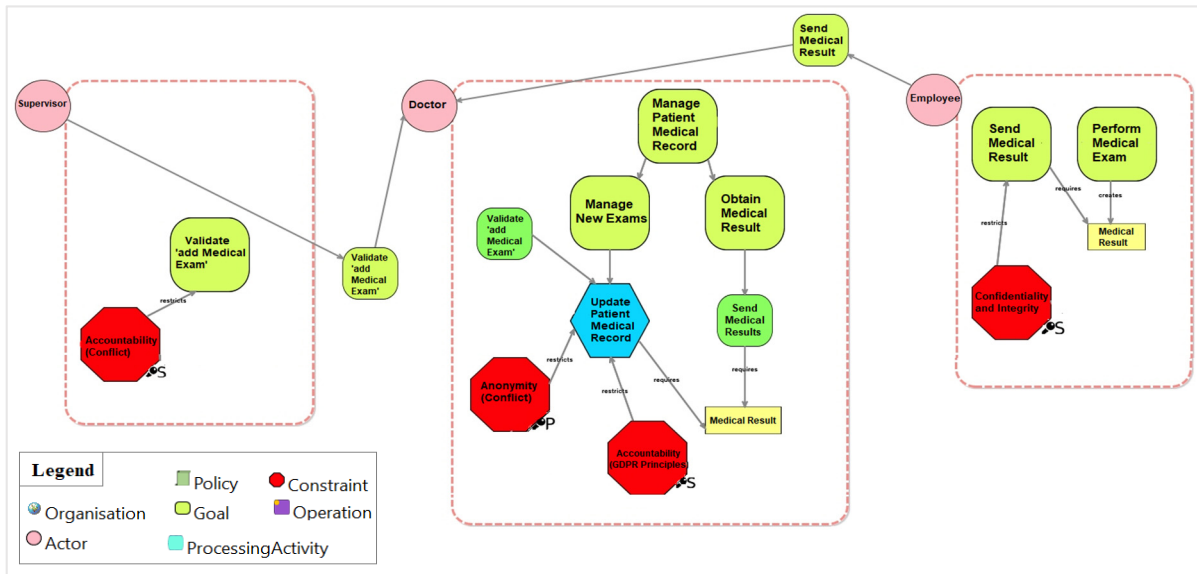 Send
Medical
Result
Supervisor
Doctor
Employee
Manage
Patient
Medical
Record
Send
Medical
Result
Perform
Medical
Exam
Validate
'add Medical
Exam'
restricts
Accountability
(Conflict)
S
Validate
'add
Medical
Exam'
Manage
New Exams
Obtain
Medical
Result
Validate
'add
Medical
Exam'
Update
Patient
Medical
Record
Send
Medical
Results
restricts
requires
requires
restricts
Anonymity
(Conflict)
P
Medical Result
Accountability
(GDPR Principles)
S
requires
creates
restricts
Medical
Result
Confidentiality
and Integrity
S
Legend
Policy
Constraint
Organisation
Goal
Operation
Actor
ProcessingActivity